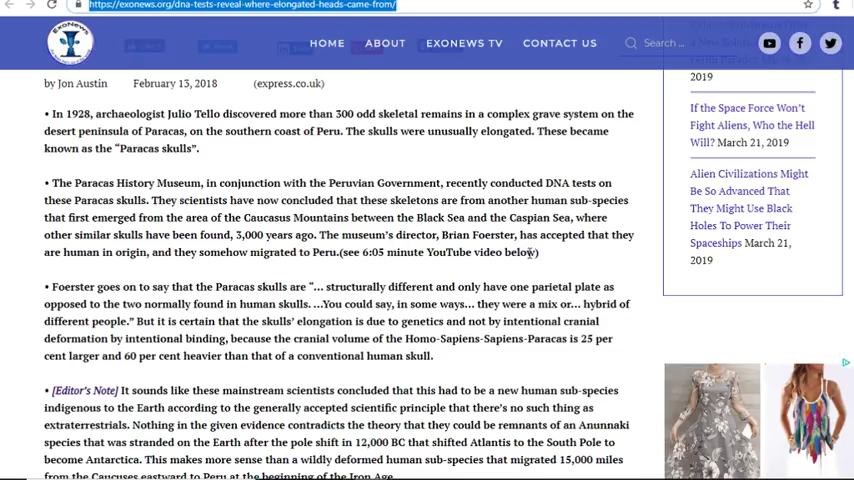 https://exonews.org/dna-tests-reveal-where-elongated-heads-came-from/
ExoNews
HOME ABOUT EXONEWS TV CONTACT US Search ...
by Jon Austin February 13, 2018 (express.co.uk)
• In 1928, archaeologist Julio Tello discovered more than 300 odd skeletal remains in a complex grave system on the
desert peninsula of Paracas, on the southern coast of Peru. The skulls were unusually elongated. These became
known as the “Paracas skulls”.
• The Paracas History Museum, in conjunction with the Peruvian Government, recently conducted DNA tests on
these Paracas skulls. They scientists have now concluded that these skeletons are from another human sub-species
that first emerged from the area of the Caucasus Mountains between the Black Sea and the Caspian Sea, where
other similar skulls have been found, 3,000 years ago. The museum’s director, Brian Foerster, has accepted that they
are human in origin, and they somehow migrated to Peru.(see 6:05 minute YouTube video below)
• Foerster goes on to say that the Paracas skulls are “... structurally different and only have one parietal plate as
opposed to the two normally found in human skulls. …You could say, in some ways… they were a mix or… hybrid of
different people.” But it is certain that the skulls’ elongation is due to genetics and not by intentional cranial
deformation by intentional binding, because the cranial volume of the Homo-Sapiens-Sapiens-Paracas is 25 per
cent larger and 60 per cent heavier than that of a conventional human skull.
• [Editor’s Note] It sounds like these mainstream scientists concluded that this had to be a new human sub-species
indigenous to the Earth according to the generally accepted scientific principle that there’s no such thing as
extraterrestrials. Nothing in the given evidence contradicts the theory that they could be remnants of an Anunnaki
species that was stranded on the Earth after the pole shift in 12,000 BC that shifted Atlantis to the South Pole to
become Antarctica. This makes more sense than a wildly deformed human sub-species that migrated 15,000 miles
from the Caucuses eastward to Peru at the beginning of the Iron Age.
2019
If the Space Force Won’t
Fight Aliens, Who the Hell
Will? March 21, 2019
Alien Civilizations Might
Be So Advanced That
They Might Use Black
Holes To Power Their
Spaceships March 21,
2019